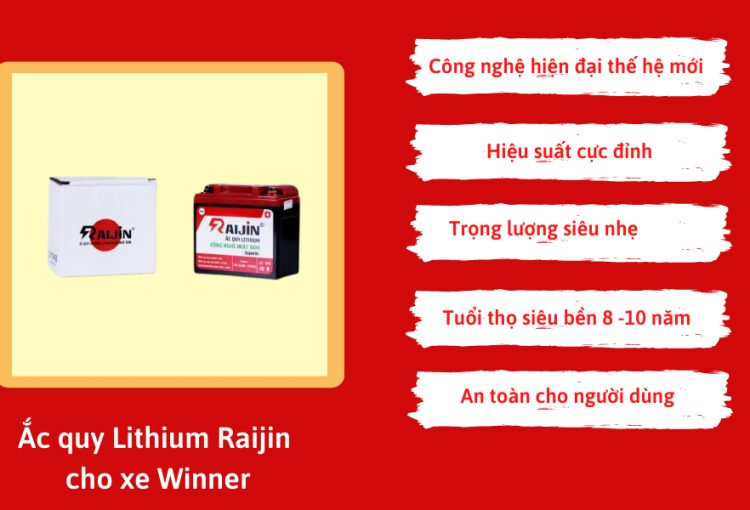 RAIJIN®
RAIJIN®
ẮC QUY LITHIUM
CÔNG NGHỆ NHẬT BẢN
Ắc quy Lithium Raijin
cho xe Winner
Công nghệ hiện đại thế hệ mới
Hiệu suất cực đỉnh
Trọng lượng siêu nhẹ
Tuổi thọ siêu bền 8 -10 năm
An toàn cho người dùng